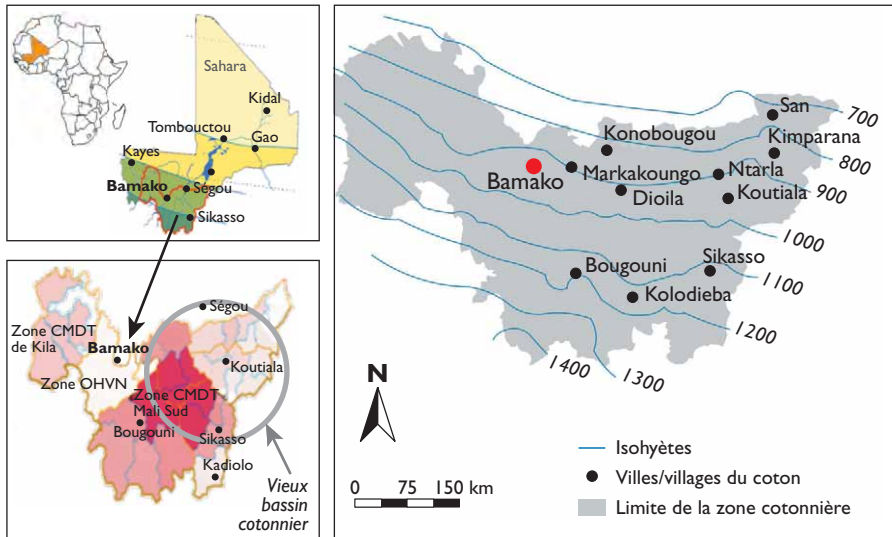 Sahara
Kidal
Tombouctou
Gao
Kayes
Bamako
Ségou
Sikasso
Ségou
Zone CMDT
de Kila
Bamako
Koutiala
Zone OHVN
Zone CMDT
Mali Sud
Bougouni
Sikasso
Kadiolo
Vieux
bassin
cotonnier
San
700
Konobougou
Kimparana
800
Bamako
Markakoungo
Ntarla
900
Dioila
Koutiala
1000
Bougouni
Sikasso
1100
Kolodieba
1200
1400
1300
N
0 75 150 km
Isohyètes
Villes/villages du coton
Limite de la zone cotonnière